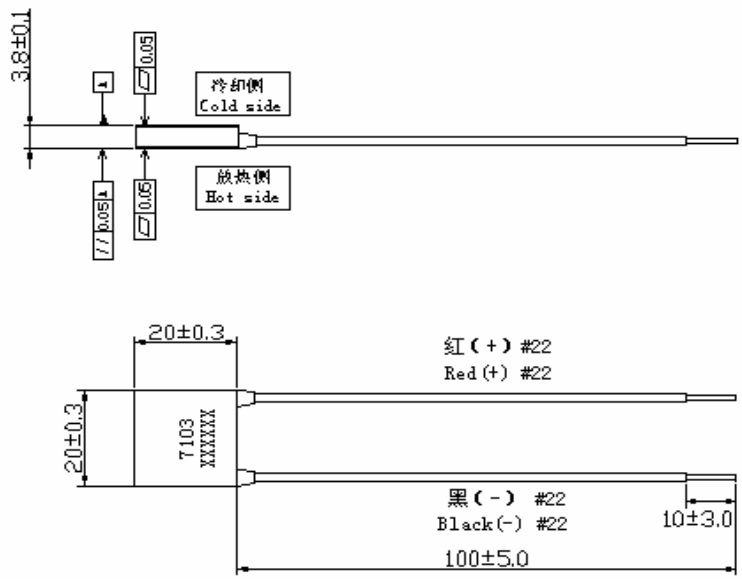 3.8±0.1
A
⏥ 0.05
冷却侧
Cold side
放热侧
Hot side
// 0.05 A
⏥ 0.05
20±0.3
红(+) #22
Red(+) #22
20±0.3
7103
XXXXXX
黑(-) #22
Black(-) #22
10±3.0
100±5.0